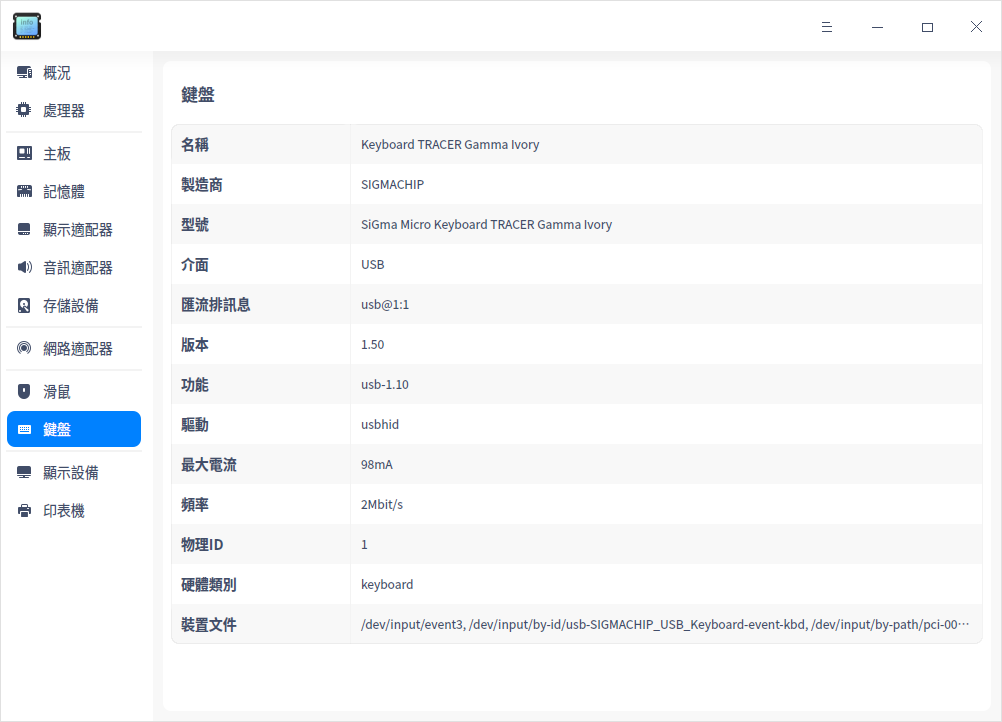 info
概況
處理器
主板
記憶體
顯示適配器
音訊適配器
存儲設備
網路適配器
滑鼠
鍵盤
顯示設備
印表機
鍵盤
名稱 Keyboard TRACER Gamma Ivory
製造商 SIGMACHIP
型號 SiGma Micro Keyboard TRACER Gamma Ivory
介面 USB
匯流排訊息 usb@1:1
版本 1.50
功能 usb-1.10
驅動 usbhid
最大電流 98mA
頻率 2Mbit/s
物理ID 1
硬體類別 keyboard
裝置文件 /dev/input/event3, /dev/input/by-id/usb-SIGMACHIP_USB_Keyboard-event-kbd, /dev/input/by-path/pci-00…